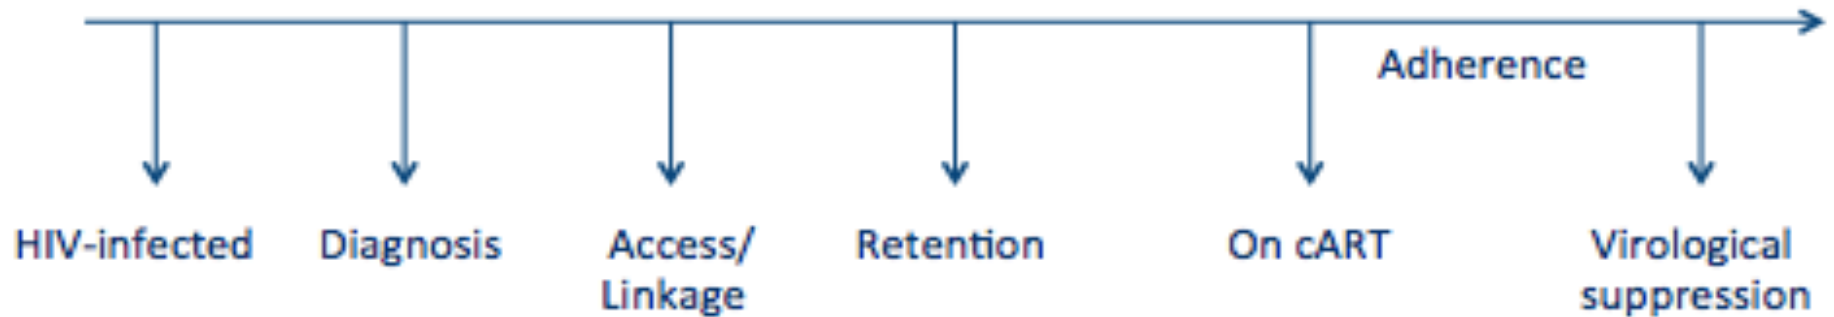 Adherence
HIV-infected
Diagnosis
Access/
Linkage
Retention
On cART
Virological
suppression